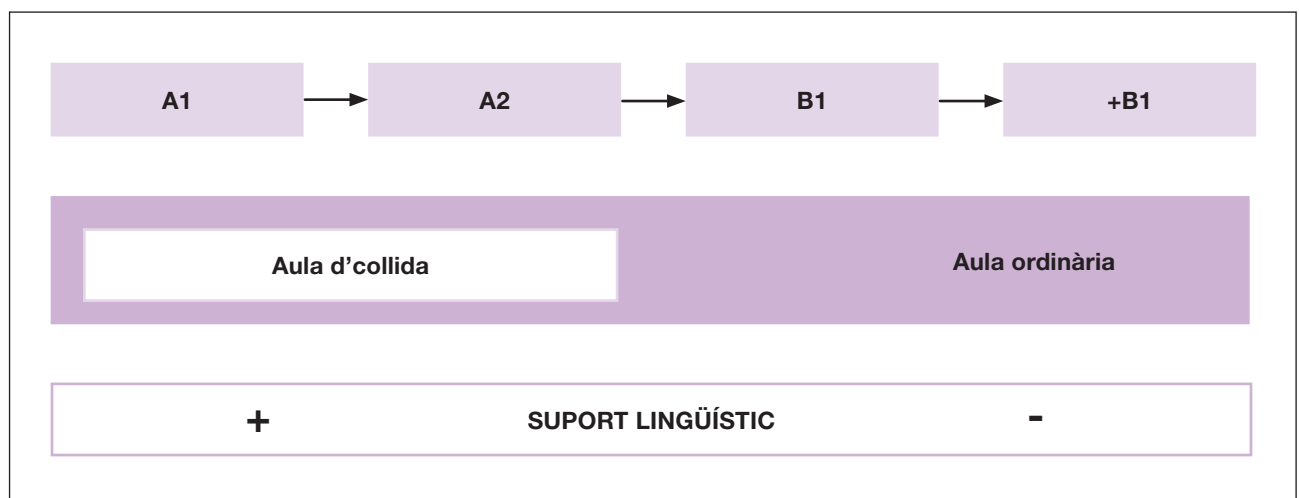 A1 A2 B1 +B1
Aula d'collida Aula ordinària
+ SUPORT LINGÜÍSTIC -